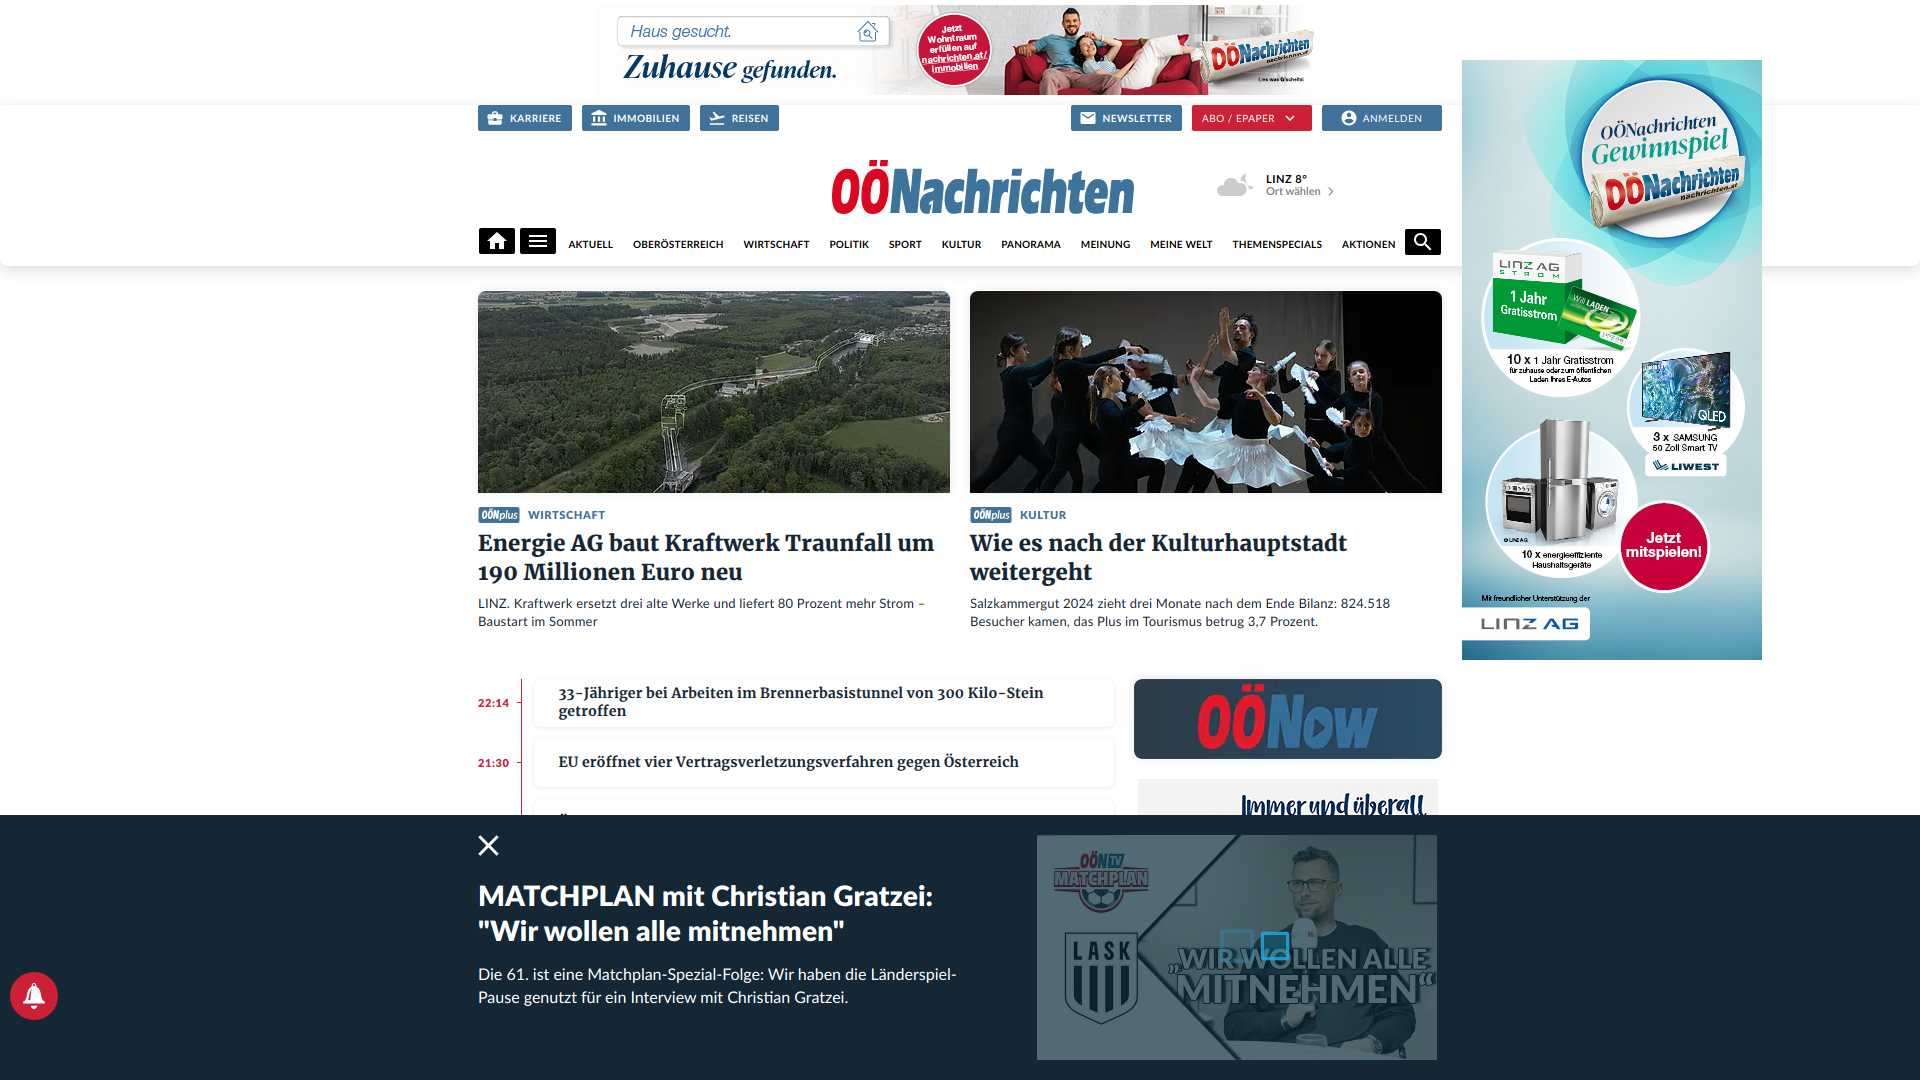 Haus gesucht.
Zuhause gefunden.
Jetzt
Wohntraum
erfüllen auf
nachrichten.at/
immobilien
OÖNachrichten
Lies was G'scheits!
KARRIERE
IMMOBILIEN
REISEN
NEWSLETTER
ABO / EPAPER
ANMELDEN
OÖNachrichten
LINZ 8°
Ort wählen
AKTUELL
OBERÖSTERREICH
WIRTSCHAFT
POLITIK
SPORT
KULTUR
PANORAMA
MEINUNG
MEINE WELT
THEMENSPECIALS
AKTIONEN
OÖNplus WIRTSCHAFT
Energie AG baut Kraftwerk Traunfall um
190 Millionen Euro neu
LINZ. Kraftwerk ersetzt drei alte Werke und liefert 80 Prozent mehr Strom –
Baustart im Sommer
OÖNplus KULTUR
Wie es nach der Kulturhauptstadt
weitergeht
Salzkammergut 2024 zieht drei Monate nach dem Ende Bilanz: 824.518
Besucher kamen, das Plus im Tourismus betrug 3,7 Prozent.
22:14
33-Jähriger bei Arbeiten im Brennerbasistunnel von 300 Kilo-Stein
getroffen
21:30
EU eröffnet vier Vertragsverletzungsverfahren gegen Österreich
OÖNow
Immer und überall
OÖNachrichten
Gewinnspiel
OÖNachrichten
nachrichten.at
LINZ AG
STROM
1 Jahr
Gratisstrom
Will LADEN
10 x 1 Jahr Gratisstrom
für zuhause oder zum öffentlichen
Laden Ihres E-Autos
SAMSUNG
QLED
3 x SAMSUNG
50 Zoll Smart TV
LIWEST
© LINZ AG
10 x energieeffiziente
Haushaltsgeräte
Jetzt
mitspielen!
Mit freundlicher Unterstützung der
LINZ AG
MATCHPLAN mit Christian Gratzei:
"Wir wollen alle mitnehmen"
Die 61. ist eine Matchplan-Spezial-Folge: Wir haben die Länderspiel-
Pause genutzt für ein Interview mit Christian Gratzei.
OÖN TV
MATCHPLAN
LASK
„WIR WOLLEN ALLE
MITNEHMEN“